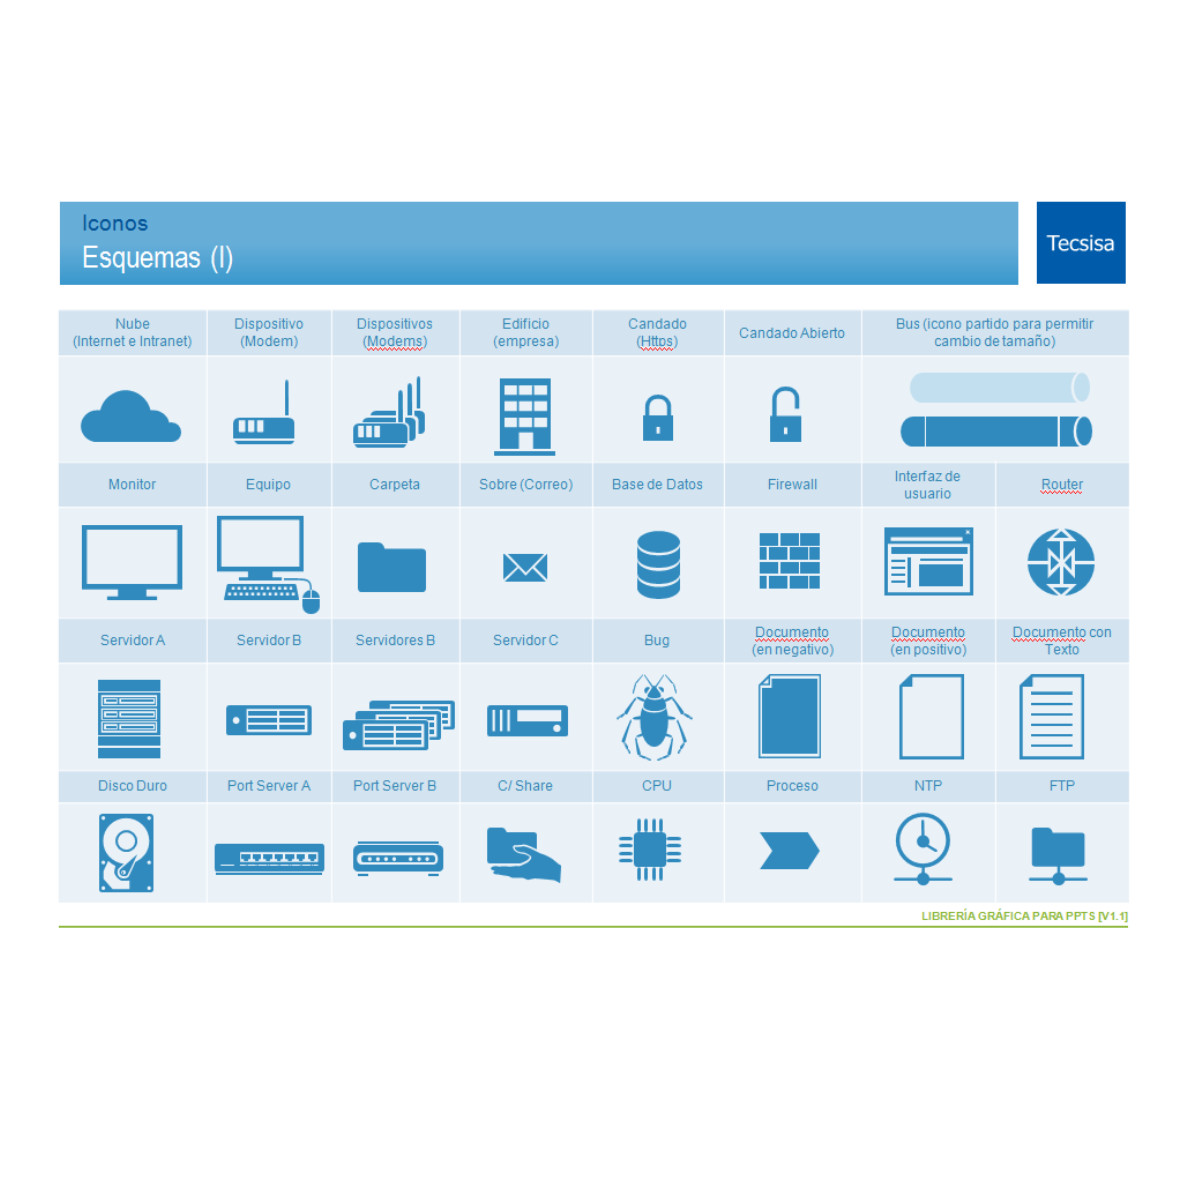 Iconos
Esquemas (I)
Tecsisa
Nube
(Internet e Intranet)
Dispositivo
(Modem)
Dispositivos
(Modems)
Edificio
(empresa)
Candado
(Https)
Candado Abierto
Bus (icono partido para permitir
cambio de tamaño)
Monitor
Equipo
Carpeta
Sobre (Correo)
Base de Datos
Firewall
Interfaz de
usuario
Router
Servidor A
Servidor B
Servidores B
Servidor C
Bug
Documento
(en negativo)
Documento
(en positivo)
Documento con
Texto
Disco Duro
Port Server A
Port Server B
C/ Share
CPU
Proceso
NTP
FTP
LIBRERÍA GRÁFICA PARA PPTS [V1.1]